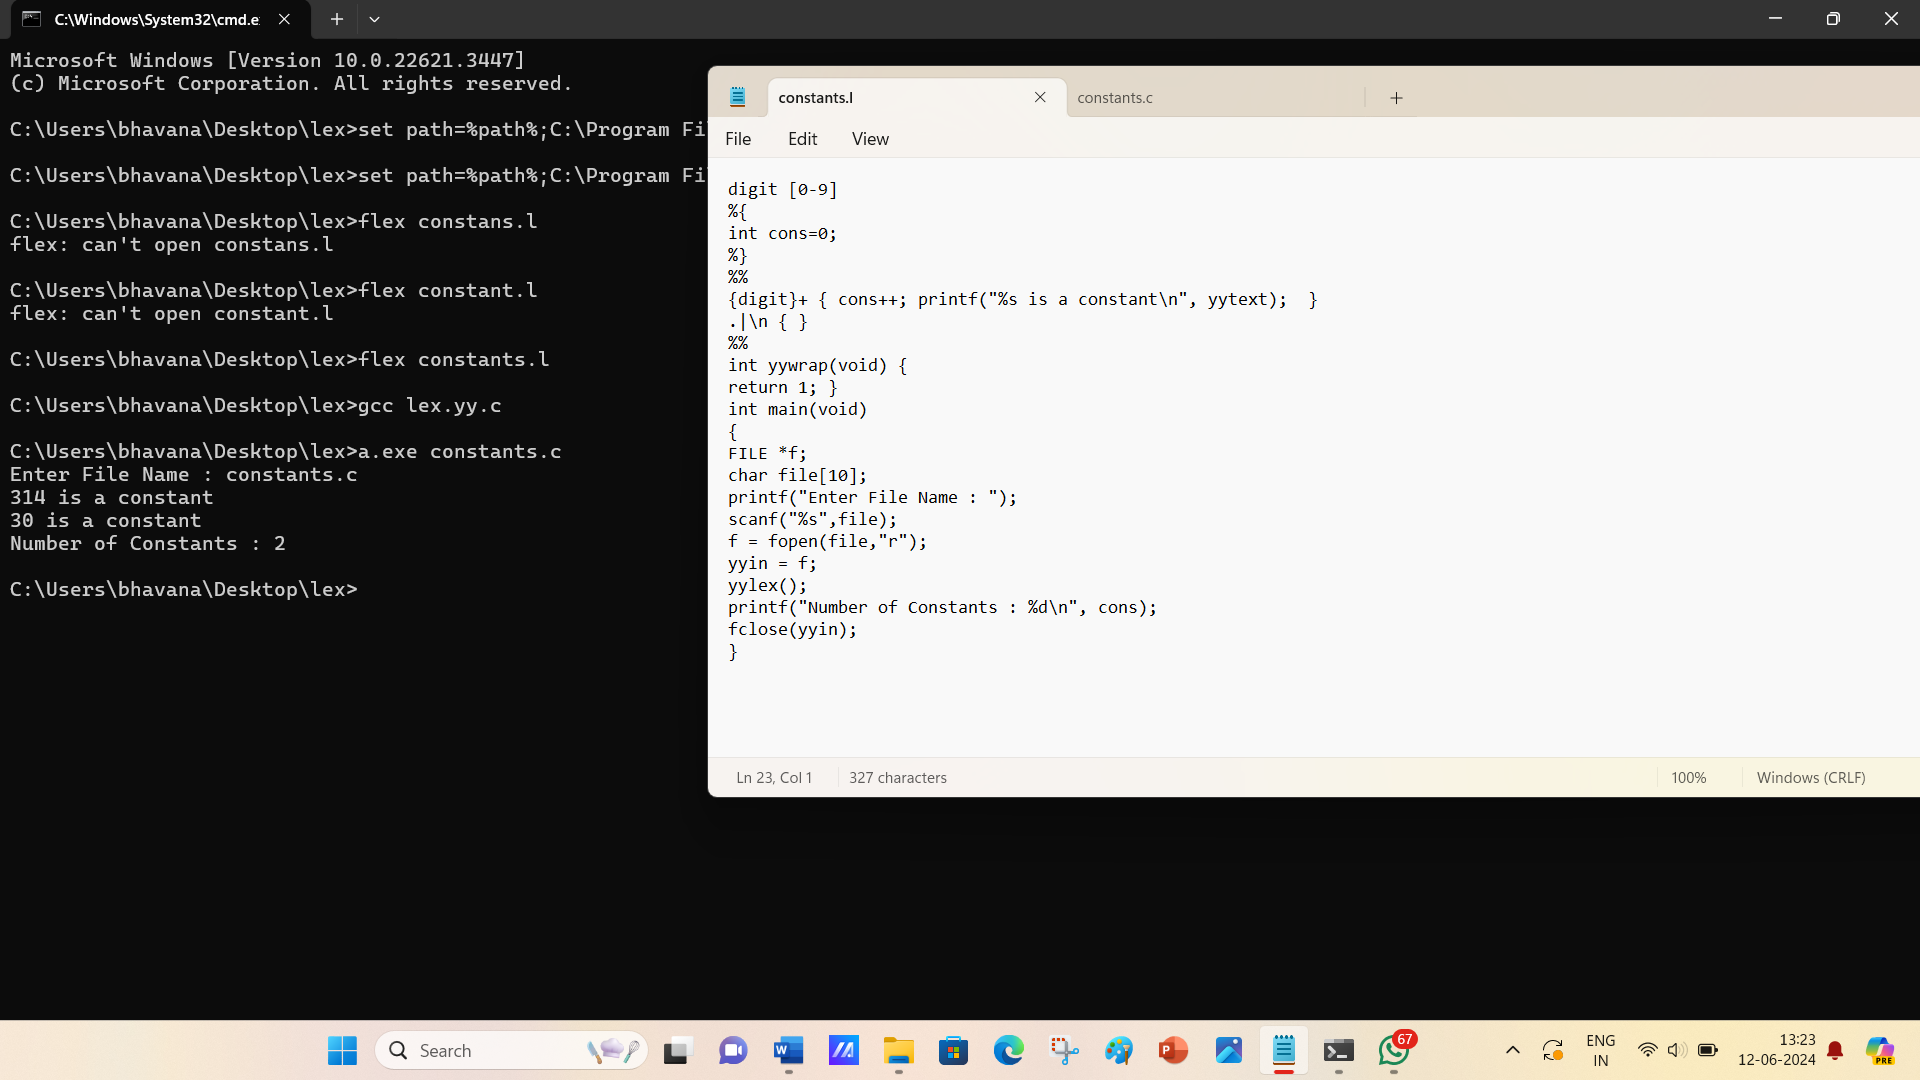 C:\Windows\System32\cmd.e
Microsoft Windows [Version 10.0.22621.3447]
(c) Microsoft Corporation. All rights reserved.
C:\Users\bhavana\Desktop\lex>set path=%path%;C:\Program Fi
C:\Users\bhavana\Desktop\lex>set path=%path%;C:\Program Fi
C:\Users\bhavana\Desktop\lex>flex constans.l
flex: can't open constans.l
C:\Users\bhavana\Desktop\lex>flex constant.l
flex: can't open constant.l
C:\Users\bhavana\Desktop\lex>flex constants.l
C:\Users\bhavana\Desktop\lex>gcc lex.yy.c
C:\Users\bhavana\Desktop\lex>a.exe constants.c
Enter File Name : constants.c
314 is a constant
30 is a constant
Number of Constants : 2
C:\Users\bhavana\Desktop\lex>
constants.l
constants.c
File Edit View
digit [0-9]
%{
int cons=0;
%}
%%
{digit}+ { cons++; printf("%s is a constant\n", yytext);  }
.|\n { }
%%
int yywrap(void) {
return 1; }
int main(void)
{
FILE *f;
char file[10];
printf("Enter File Name : ");
scanf("%s",file);
f = fopen(file,"r");
yyin = f;
yylex();
printf("Number of Constants : %d\n", cons);
fclose(yyin);
}
Ln 23, Col 1 327 characters 100% Windows (CRLF)
Search
W
P
67
ENG
IN
13:23
12-06-2024
PRE